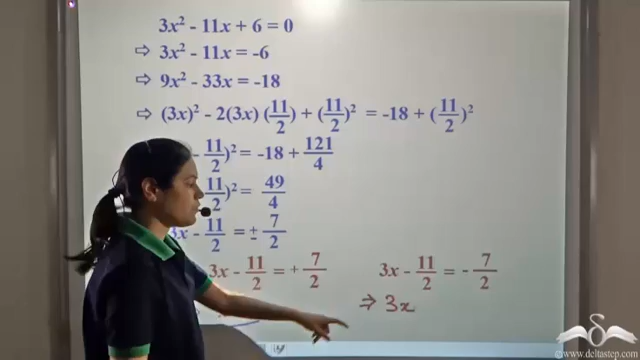 3x² - 11x + 6 = 0
⇨ 3x² - 11x = -6
⇨ 9x² - 33x = -18
⇨ (3x)² - 2(3x) (11/2) + (11/2)² = -18 + (11/2)²
- 11/2)² = -18 + 121/4
11/2)² = 49/4
3x - 11/2 = ± 7/2
3x - 11/2 = + 7/2
3x - 11/2 = - 7/2
⇒ 3x
©www.deltastep.com